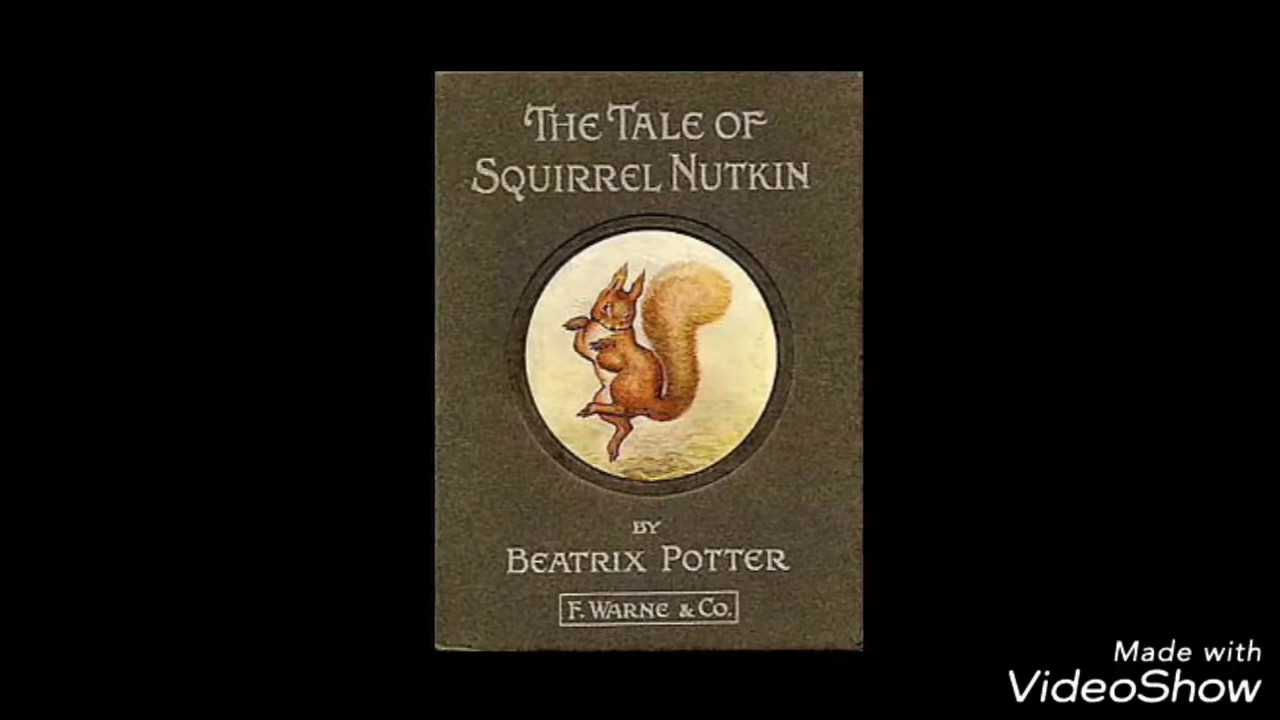 THE TALE OF
SQUIRREL NUTKIN
BY
BEATRIX POTTER
F. WARNE & CO.
Made with
VideoShow